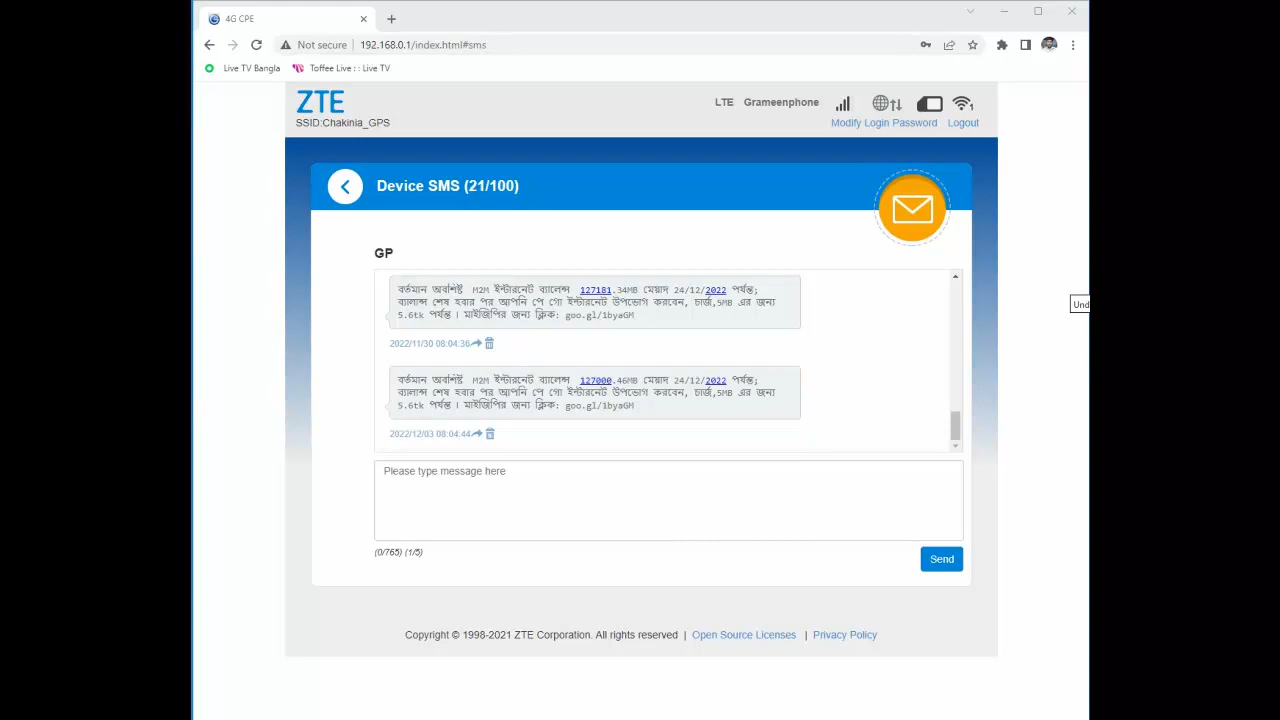 4G CPE
Not secure
192.168.0.1/index.html#sms
Live TV Bangla
Toffee Live :: Live TV
ZTE
SSID:Chakinia_GPS
LTE Grameenphone
1
Modify Login Password Logout
Device SMS (21/100)
GP
বর্তমান অবশিষ্ট M2M ইন্টারনেট ব্যালেন্স 127181.34MB মেয়াদ 24/12/2022 পর্যন্ত;
ব্যালান্স শেষ হবার পর আপনি পে গো ইন্টারনেট উপভোগ করবেন, চার্জ,5MB এর জন্য
5.6tk পর্যন্ত । মাইজিপির জন্য ক্লিক: goo.gl/1byaGM
2022/11/30 08:04:36
বর্তমান অবশিষ্ট M2M ইন্টারনেট ব্যালেন্স 127000.46MB মেয়াদ 24/12/2022 পর্যন্ত;
ব্যালান্স শেষ হবার পর আপনি পে গো ইন্টারনেট উপভোগ করবেন, চার্জ,5MB এর জন্য
5.6tk পর্যন্ত । মাইজিপির জন্য ক্লিক: goo.gl/1byaGM
2022/12/03 08:04:44
Please type message here
(0/765) (1/5)
Send
Und
Copyright © 1998-2021 ZTE Corporation. All rights reserved | Open Source Licenses | Privacy Policy